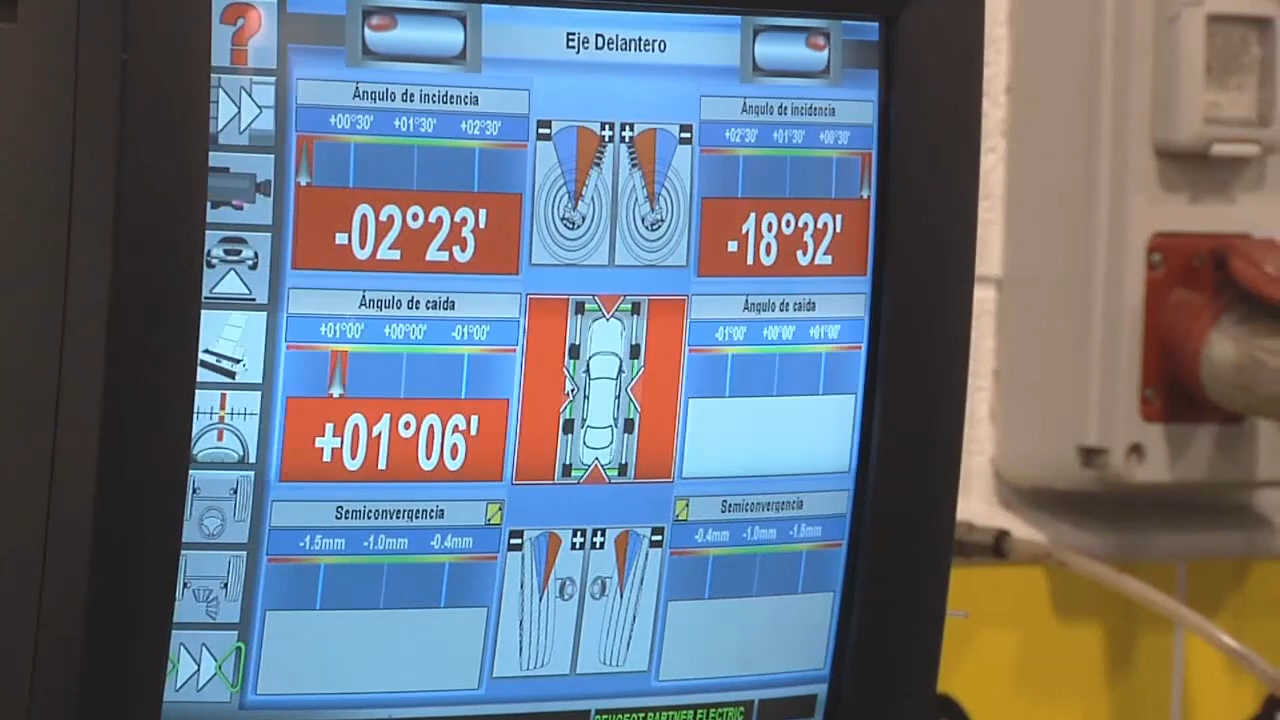 Eje Delantero
Ángulo de incidencia
+00°30' +01°30' +02°30'
-02°23'
Ángulo de incidencia
+02°30' +01°30' +00°30'
-18°32'
Ángulo de caída
+01°00' +00°00' -01°00'
+01°06'
Ángulo de caída
-01°00' +00°00' +01°00'
Semiconvergencia
-1.5mm -1.0mm -0.4mm
Semiconvergencia
-0.4mm -1.0mm -1.5mm
PEUGEOT PARTNER ELECTRIC